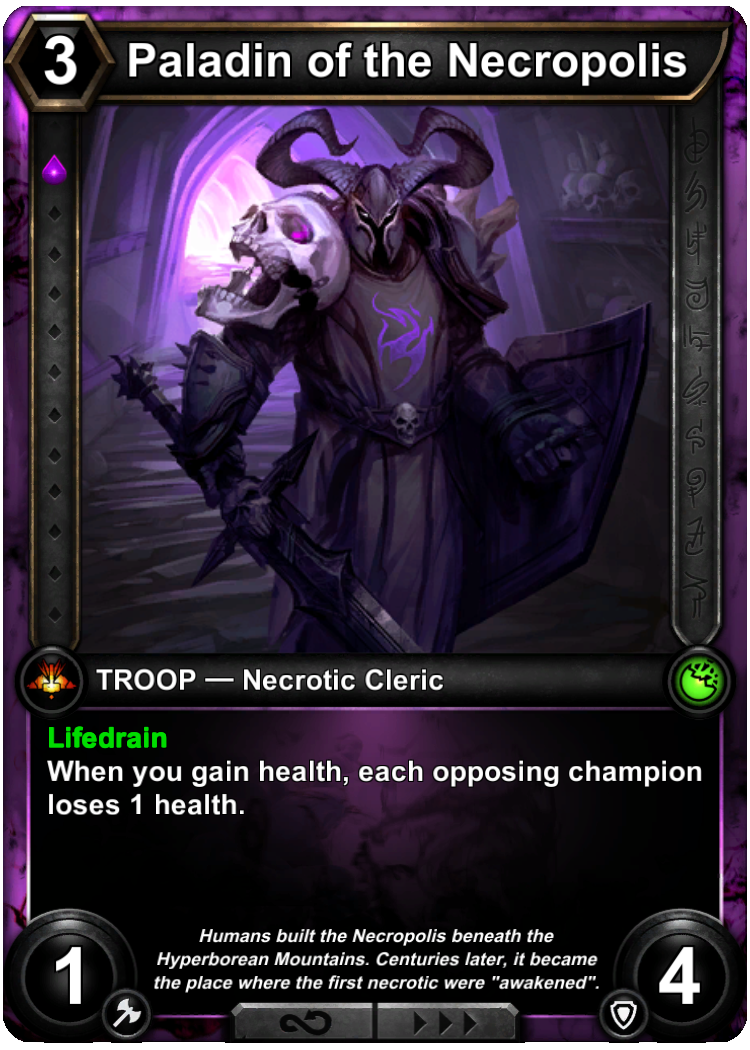 3
Paladin of the Necropolis
TROOP — Necrotic Cleric
Lifedrain
When you gain health, each opposing champion
loses 1 health.
Humans built the Necropolis beneath the
Hyperborean Mountains. Centuries later, it became
the place where the first necrotic were "awakened".
1
4